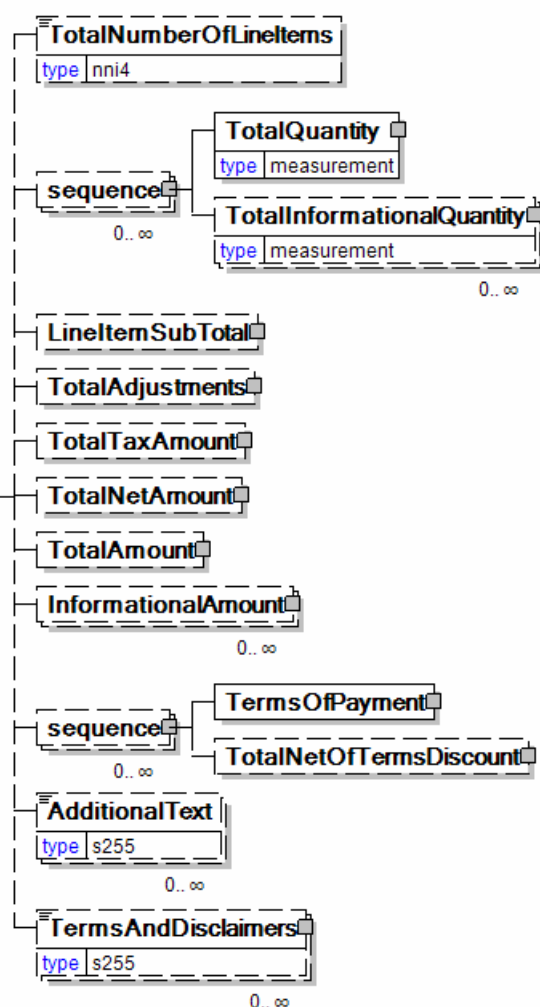 TotalNumberOfLineItems
type nni4
TotalQuantity
type measurement
sequence
0.. ∞
TotalInformationalQuantity
type measurement
0.. ∞
LineItemSubTotal
TotalAdjustments
TotalTaxAmount
TotalNetAmount
TotalAmount
InformationalAmount
0.. ∞
TermsOfPayment
sequence
0.. ∞
TotalNetOfTermsDiscount
AdditionalText
type s255
0.. ∞
TermsAndDisclaimers
type s255
0.. ∞